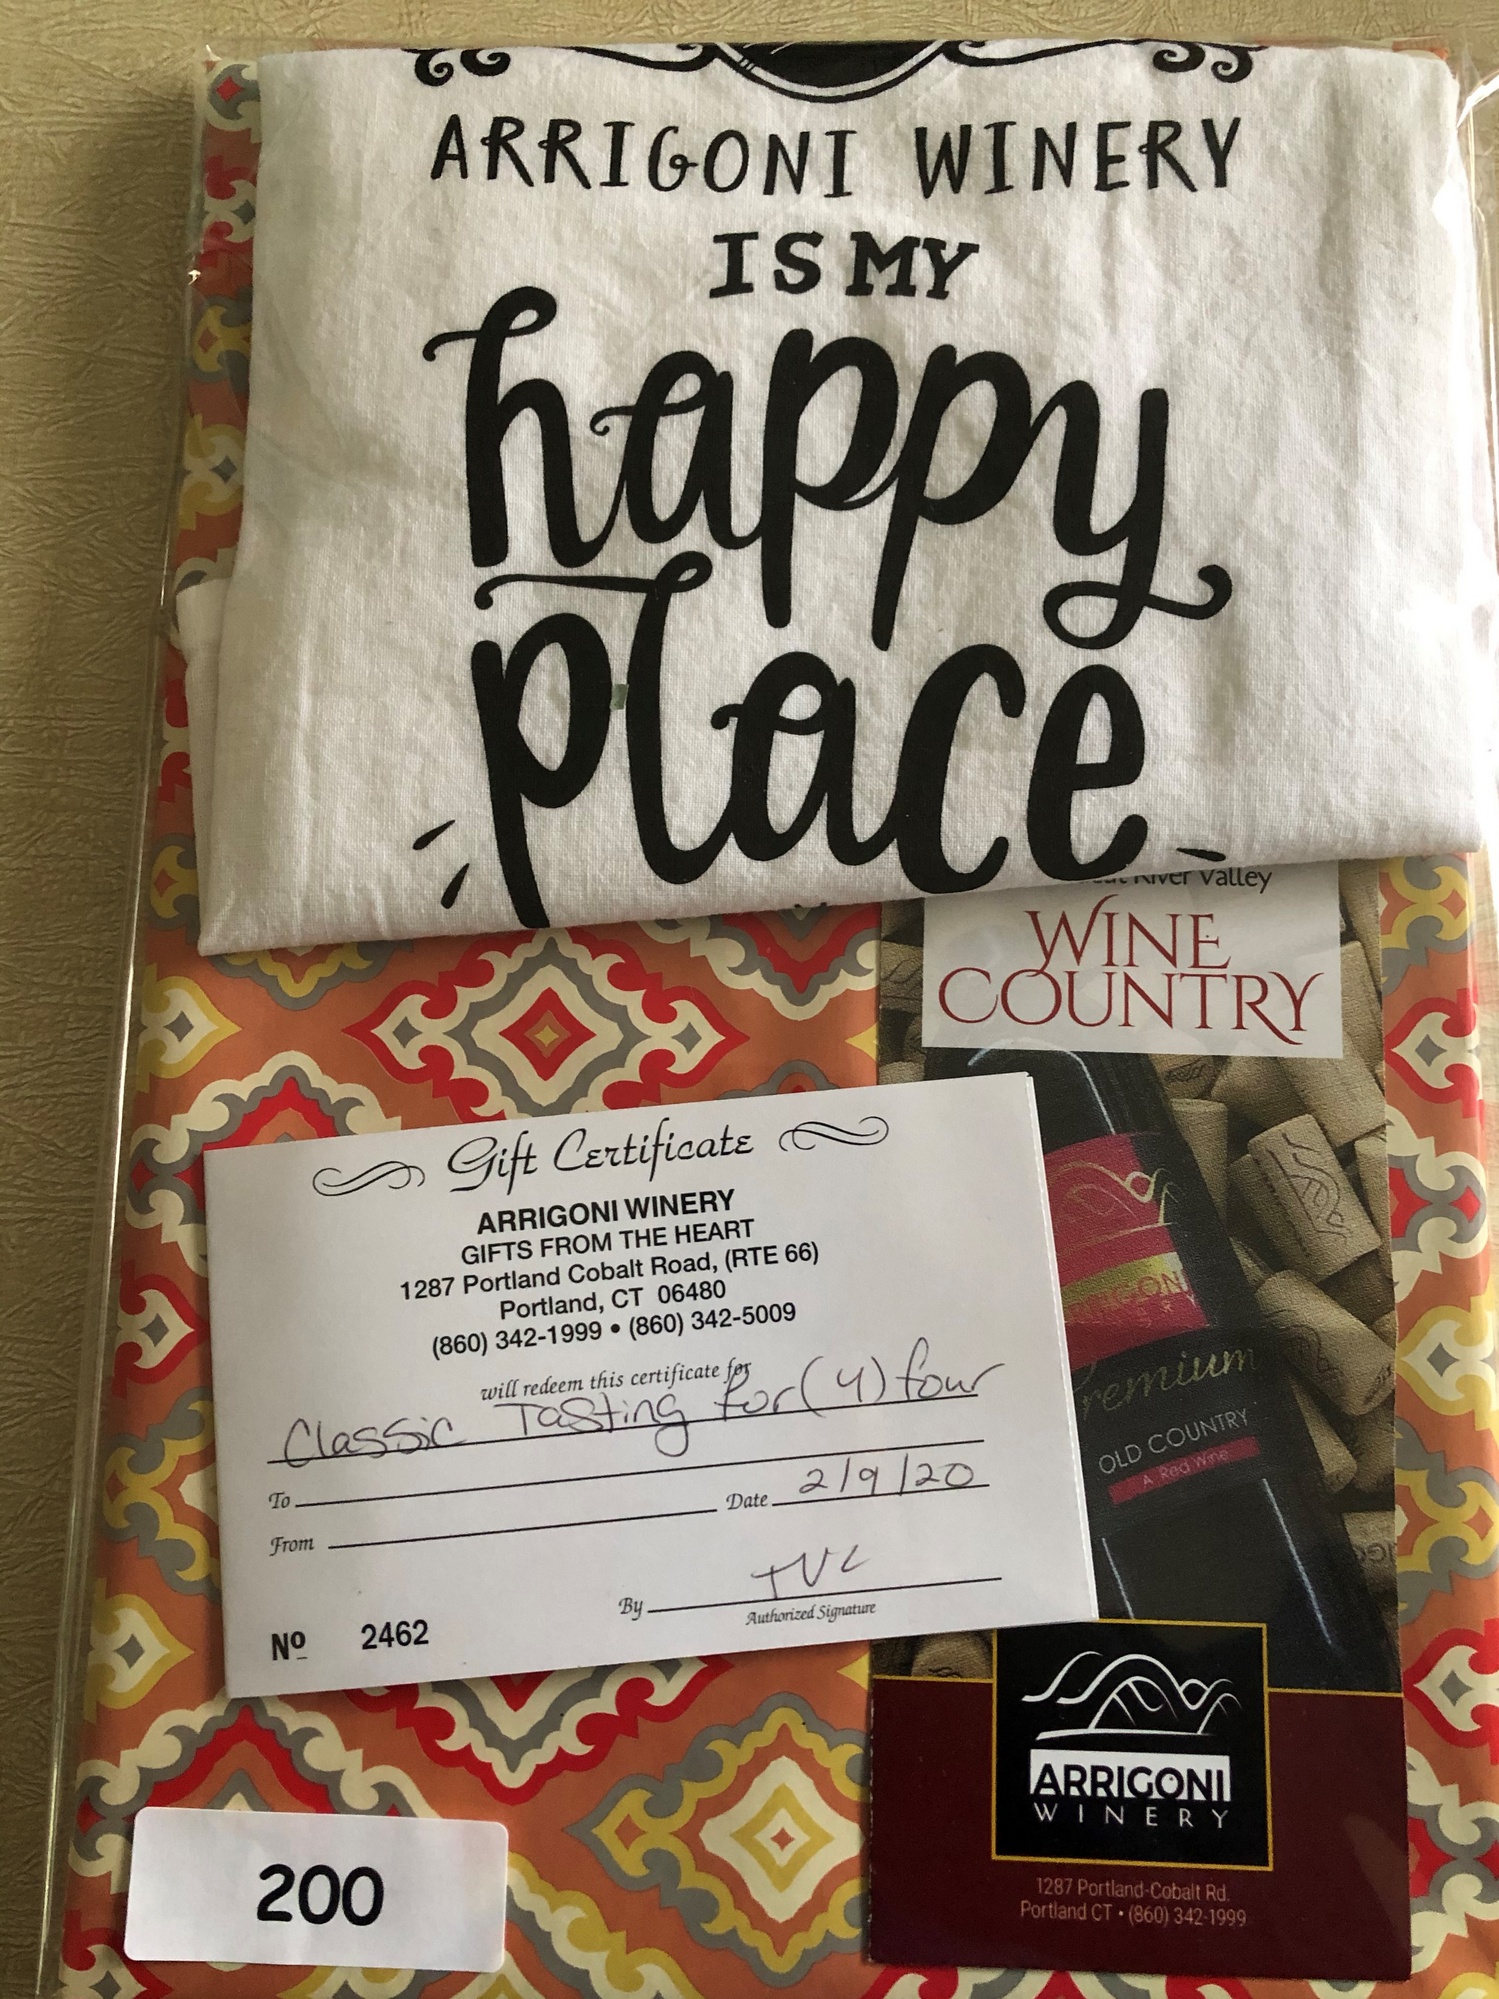 ARRIGONI WINERY
IS MY
happy
place
River Valley
WINE
COUNTRY
Gift Certificate
ARRIGONI WINERY
GIFTS FROM THE HEART
1287 Portland Cobalt Road, (RTE 66)
Portland, CT 06480
(860) 342-1999 • (860) 342-5009
will redeem this certificate for
Classic Tasting for (4) four
To
Date 2/9/20
From
By
Authorized Signature
Nº 2462
Premium
OLD COUNTRY
A Red Wine
ARRIGONI
WINERY
1287 Portland-Cobalt Rd.
Portland CT • (860) 342-1999
200